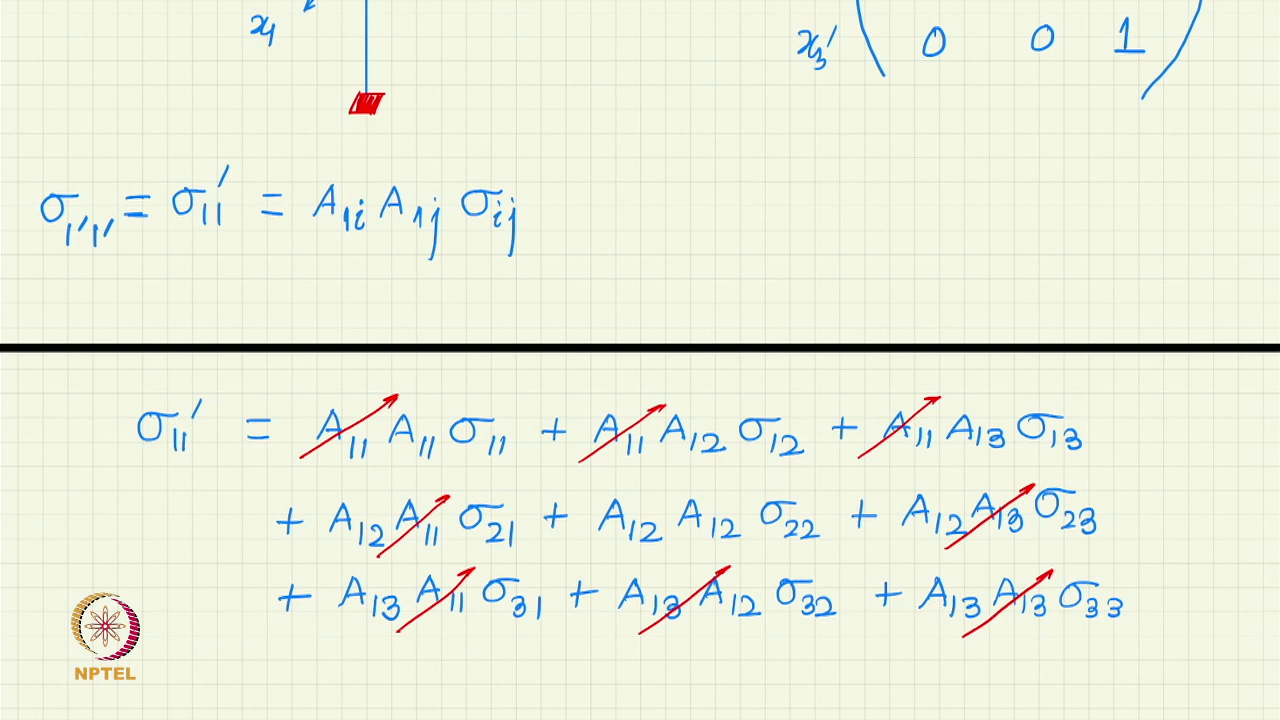 x₁
x₃′ 0 0 1
σ₁′₁′ = σ₁₁′ = A₁ᵢ A₁ⱼ σᵢⱼ
σ₁₁′ = A₁₁ A₁₁ σ₁₁ + A₁₁ A₁₂ σ₁₂ + A₁₁ A₁₃ σ₁₃
+ A₁₂ A₁₁ σ₂₁ + A₁₂ A₁₂ σ₂₂ + A₁₂ A₁₃ σ₂₃
+ A₁₃ A₁₁ σ₃₁ + A₁₃ A₁₂ σ₃₂ + A₁₃ A₁₃ σ₃₃
NPTEL